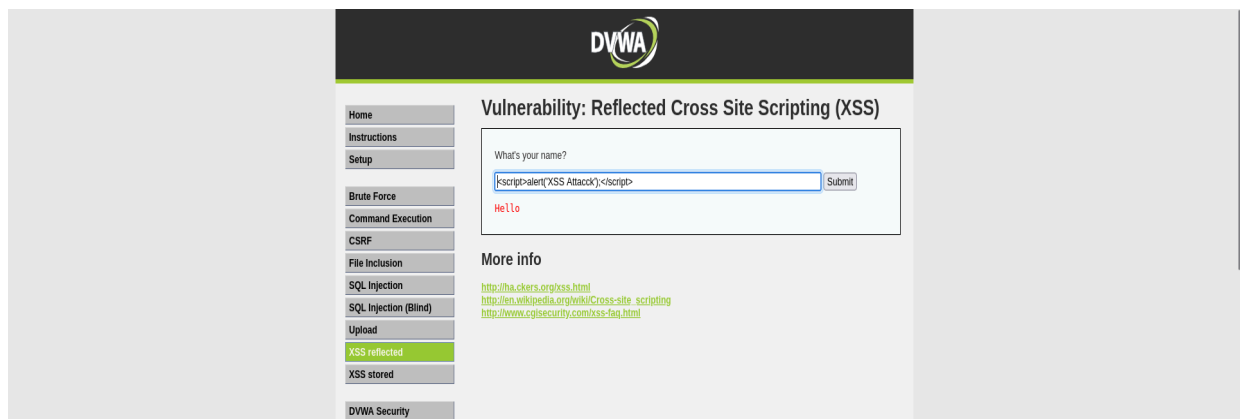 DVWA
Home
Instructions
Setup
Brute Force
Command Execution
CSRF
File Inclusion
SQL Injection
SQL Injection (Blind)
Upload
XSS reflected
XSS stored
DVWA Security
Vulnerability: Reflected Cross Site Scripting (XSS)
What's your name?
<script>alert('XSS Attacck');</script> Submit
Hello
More info
http://ha.ckers.org/xss.html
http://en.wikipedia.org/wiki/Cross-site_scripting
http://www.cgisecurity.com/xss-faq.html